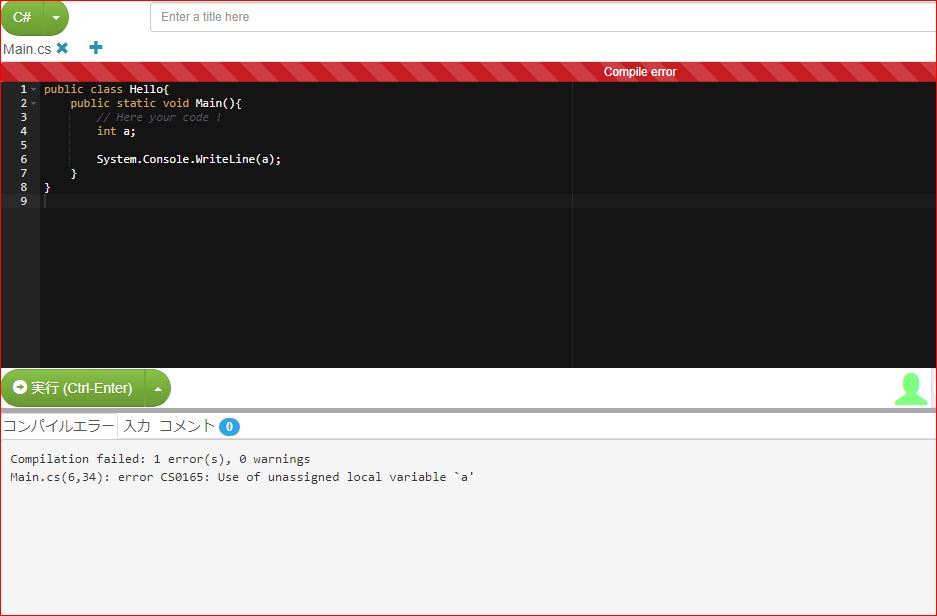 C#
Enter a title here
Main.cs
Compile error
1 public class Hello{
2     public static void Main(){
3         // Here your code !
4         int a;
5
6         System.Console.WriteLine(a);
7     }
8 }
9
実行 (Ctrl-Enter)
コンパイルエラー 入力 コメント 0
Compilation failed: 1 error(s), 0 warnings
Main.cs(6,34): error CS0165: Use of unassigned local variable `a'